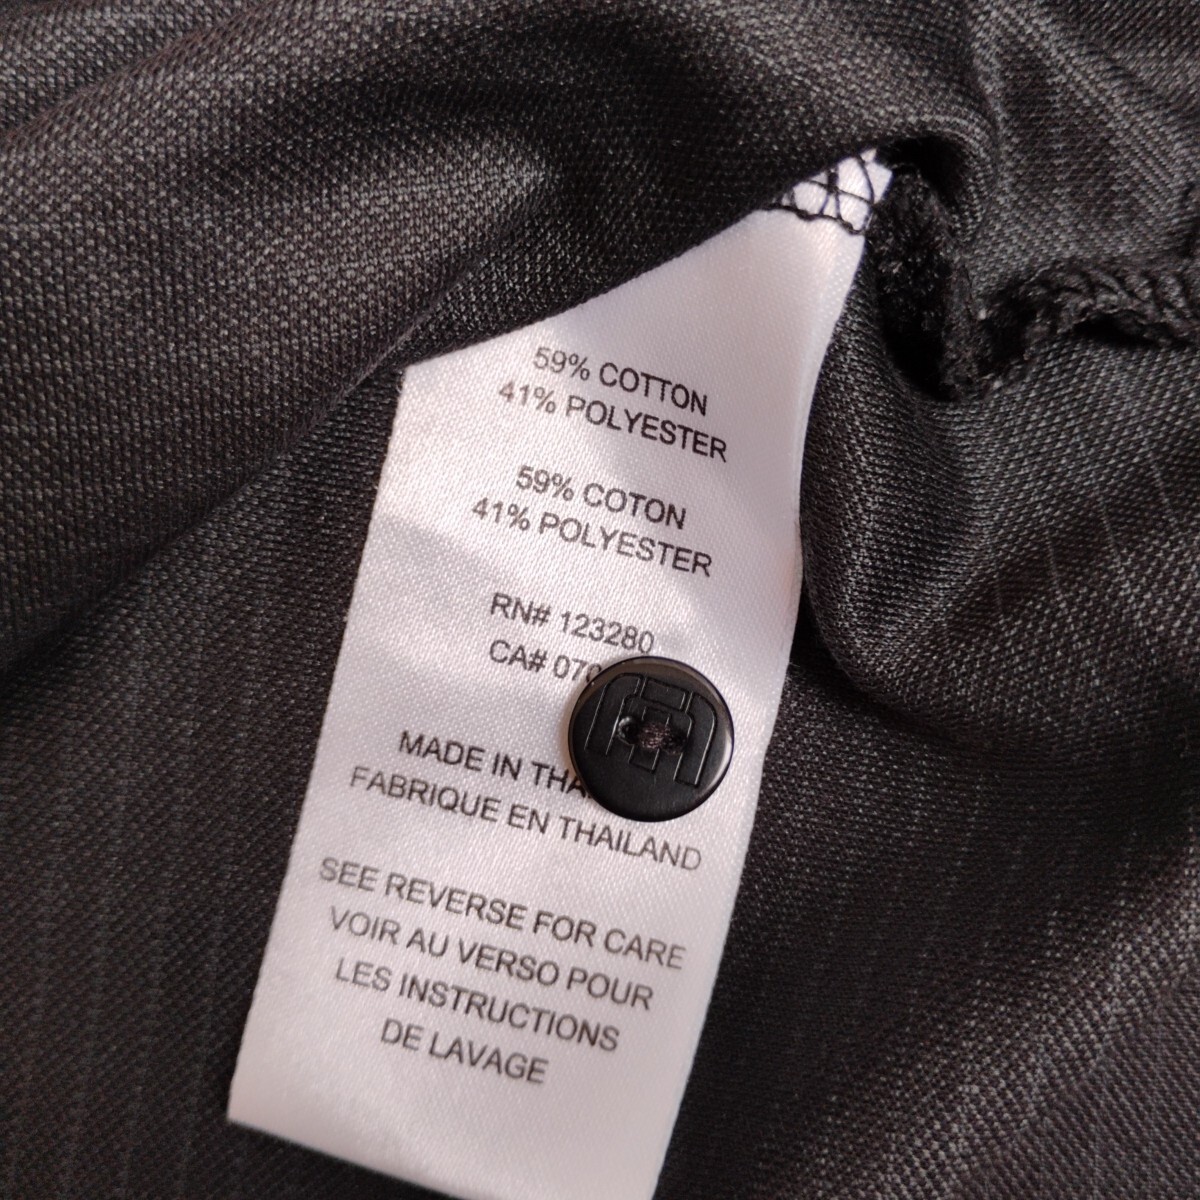 59% COTTON
41% POLYESTER
59% COTON
41% POLYESTER
RN# 123280
CA#
MADE IN
FABRIQUE EN THAILAND
SEE REVERSE FOR CARE
VOIR AU VERSO POUR
LES INSTRUCTIONS
DE LAVAGE